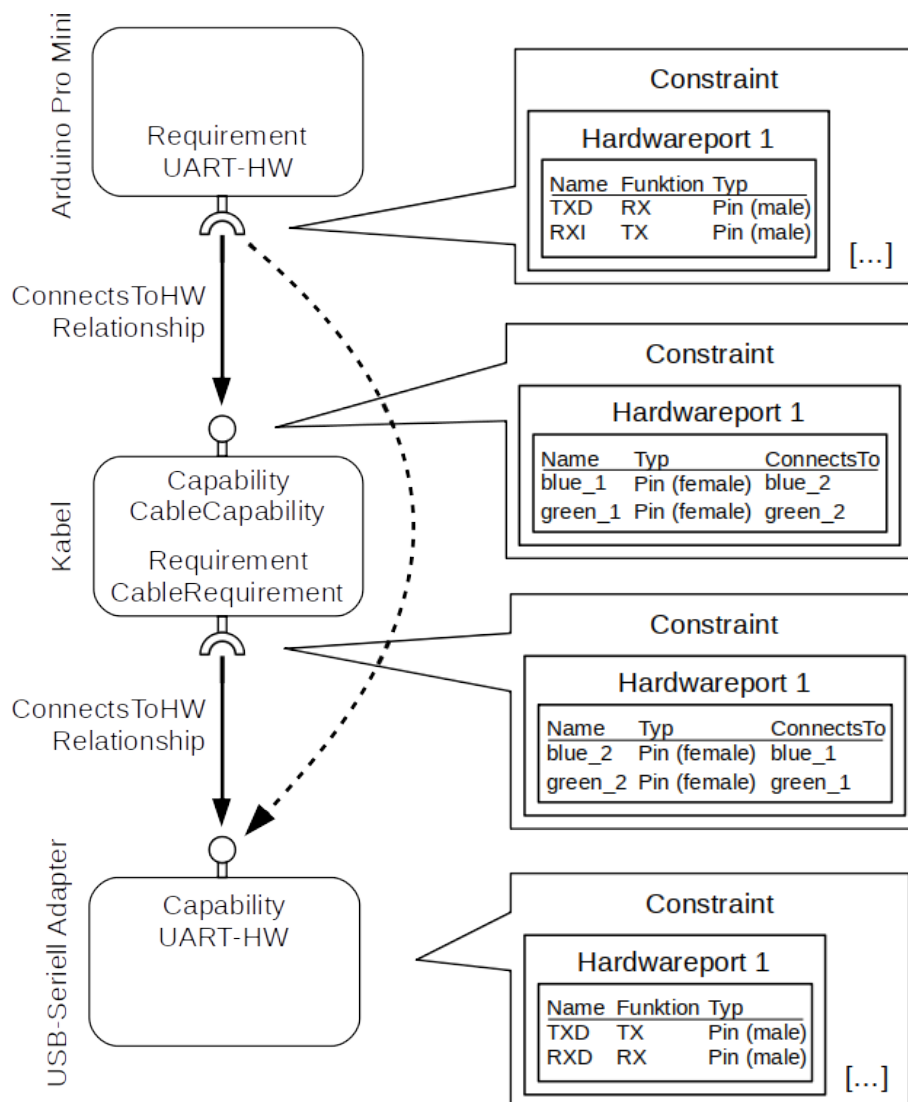 Arduino Pro Mini
Requirement
UART-HW
Constraint
Hardwareport 1
Name Funktion Typ
TXD RX Pin (male)
RXI TX Pin (male)
[...]
ConnectsToHW
Relationship
Constraint
Hardwareport 1
Name Typ ConnectsTo
blue_1 Pin (female) blue_2
green_1 Pin (female) green_2
Kabel
Capability
CableCapability
Requirement
CableRequirement
Constraint
Hardwareport 1
Name Typ ConnectsTo
blue_2 Pin (female) blue_1
green_2 Pin (female) green_1
ConnectsToHW
Relationship
USB-Seriell Adapter
Capability
UART-HW
Constraint
Hardwareport 1
Name Funktion Typ
TXD TX Pin (male)
RXD RX Pin (male)
[...]